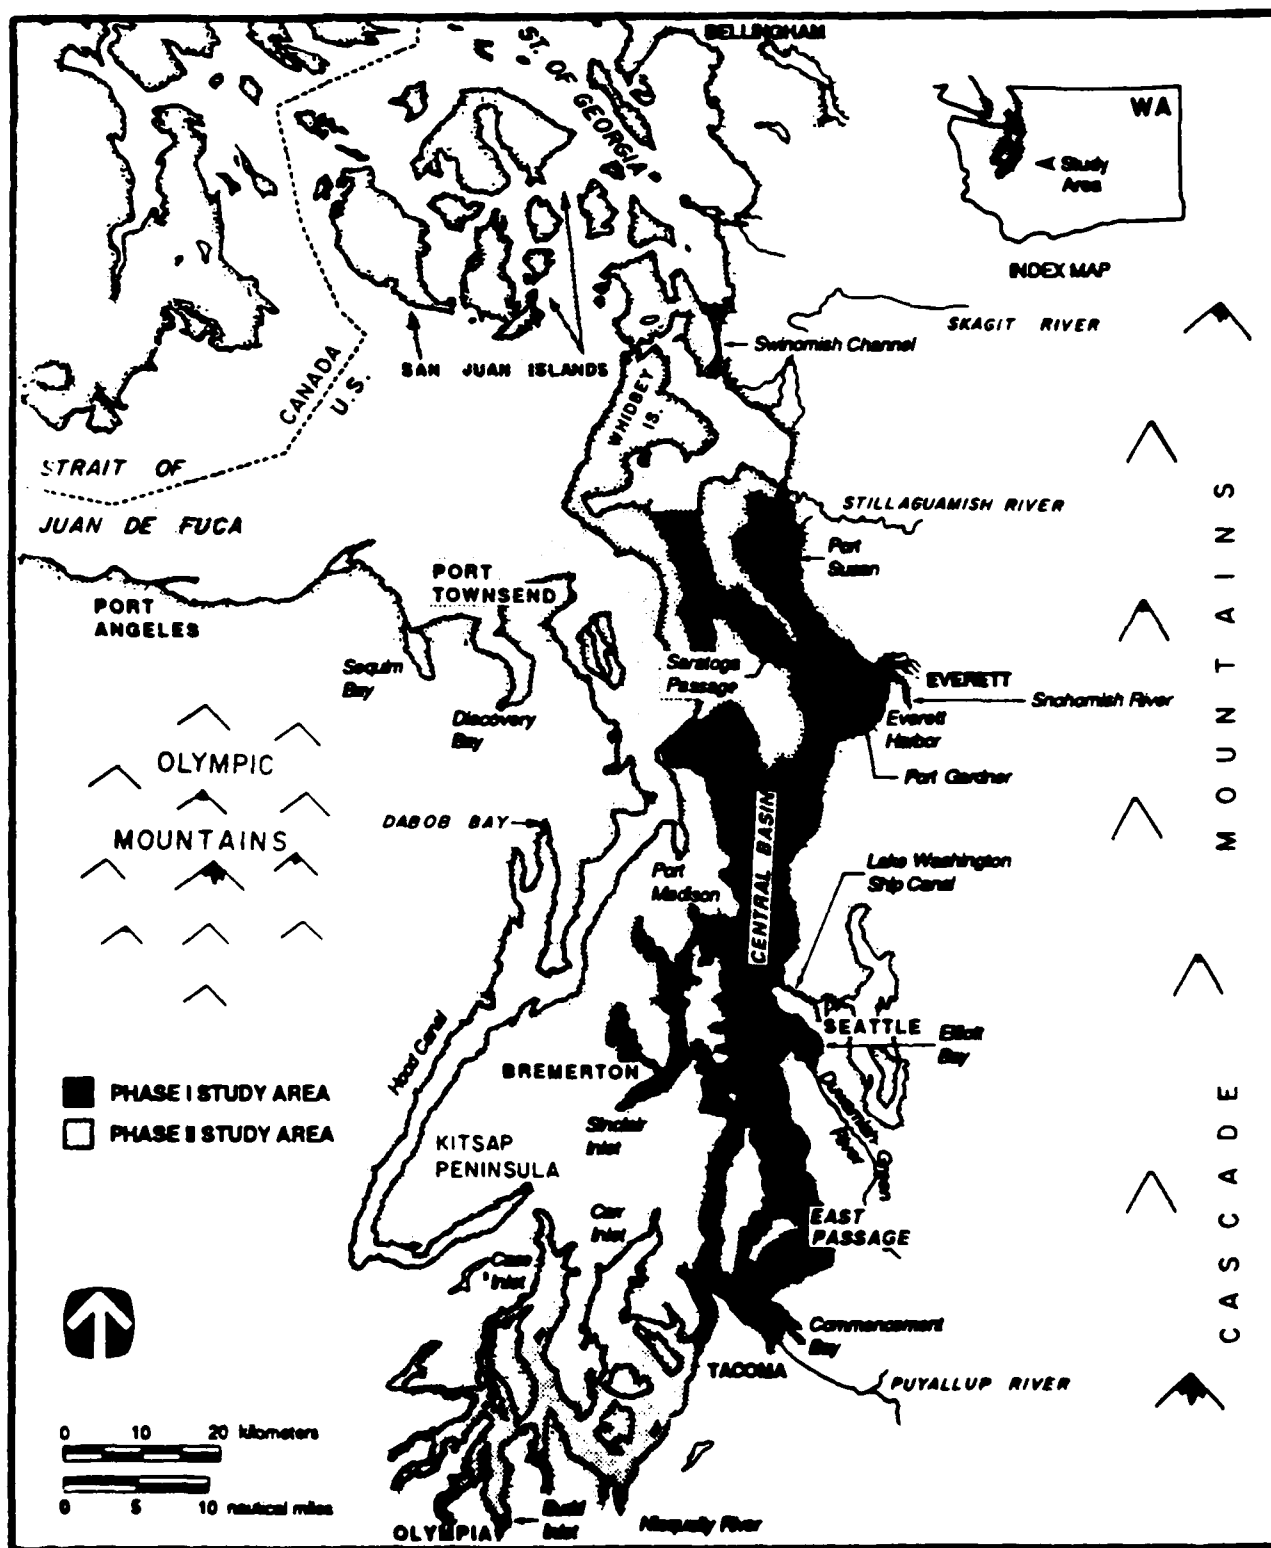 BELLINGHAM
ST. OF GEORGIA
WA
Study
Area
INDEX MAP
SKAGIT RIVER
Swinomish Channel
SAN JUAN ISLANDS
CANADA
U.S.
WHIDBEY
IS.
STRAIT OF
JUAN DE FUCA
STILLAGUAMISH RIVER
Port
Susan
PORT
TOWNSEND
PORT
ANGELES
Sequim
Bay
Discovery
Bay
Saratoga
Passage
EVERETT
Snohomish River
Everett
Harbor
Port Gardner
OLYMPIC
MOUNTAINS
DABOB BAY
CENTRAL BASIN
Port
Madison
Lake Washington
Ship Canal
SEATTLE
Elliott
Bay
Hood Canal
BREMERTON
Sinclair
Inlet
Duwamish
River
Green
PHASE I STUDY AREA
PHASE II STUDY AREA
KITSAP
PENINSULA
EAST
PASSAGE
Carr
Inlet
Case
Inlet
Commencement
Bay
TACOMA
PUYALLUP RIVER
CASCADE MOUNTAINS
0 10 20 kilometers
0 5 10 nautical miles
OLYMPIA
Budd
Inlet
Nisqually River